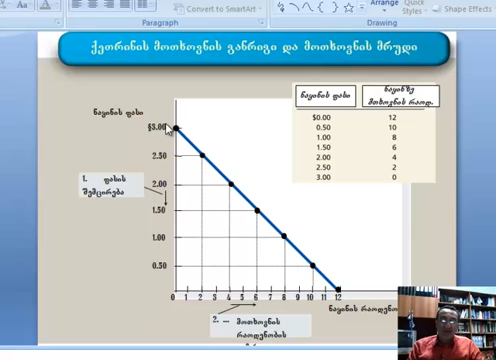 Aa
Convert to SmartArt
Arrange
Quick
Styles
Shape Effects
Paragraph
Drawing
ქეთრინის მოთხოვნის განრიგი და მოთხოვნის მრუდი
ნაყინის ფასი
ნაყინის ფასი
ნაყინზე
მოთხოვნის რაოდ.
$0.00 12
0.50 10
1.00 8
1.50 6
2.00 4
2.50 2
3.00 0
$3.00
2.50
2.00
1.50
1.00
0.50
1. ფასის
შემცირება
0 1 2 3 4 5 6 7 8 9 10 11 12
ნაყინის რაოდენო
2. ... მოთხოვნის
რაოდენობის